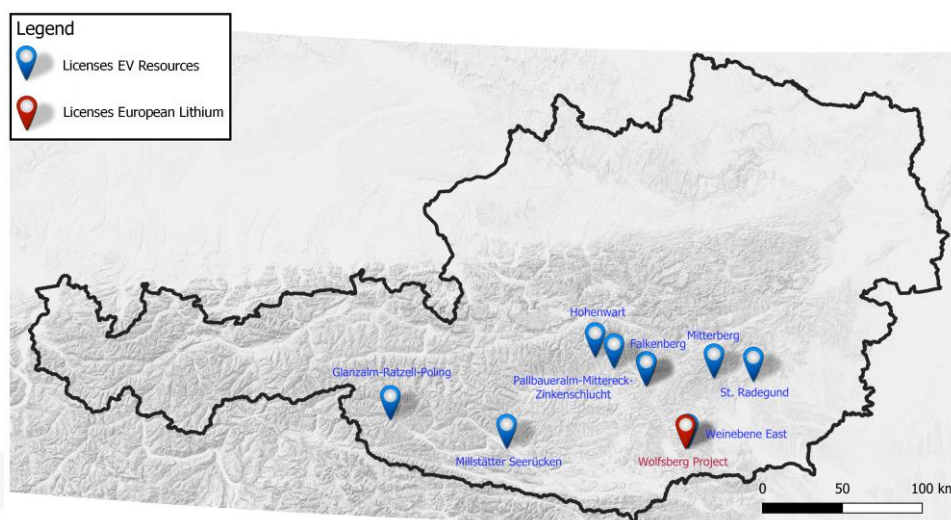 Legend
Licenses EV Resources
Licenses European Lithium
Hohenwart
Falkenberg
Mitterberg
Glanzalm-Ratzell-Poling
Pallbaueralm-Mittereck-
Zinkenschlucht
St. Radegund
Weinebene East
Millstätter Seerücken
Wolfsberg Project
0 50 100 km